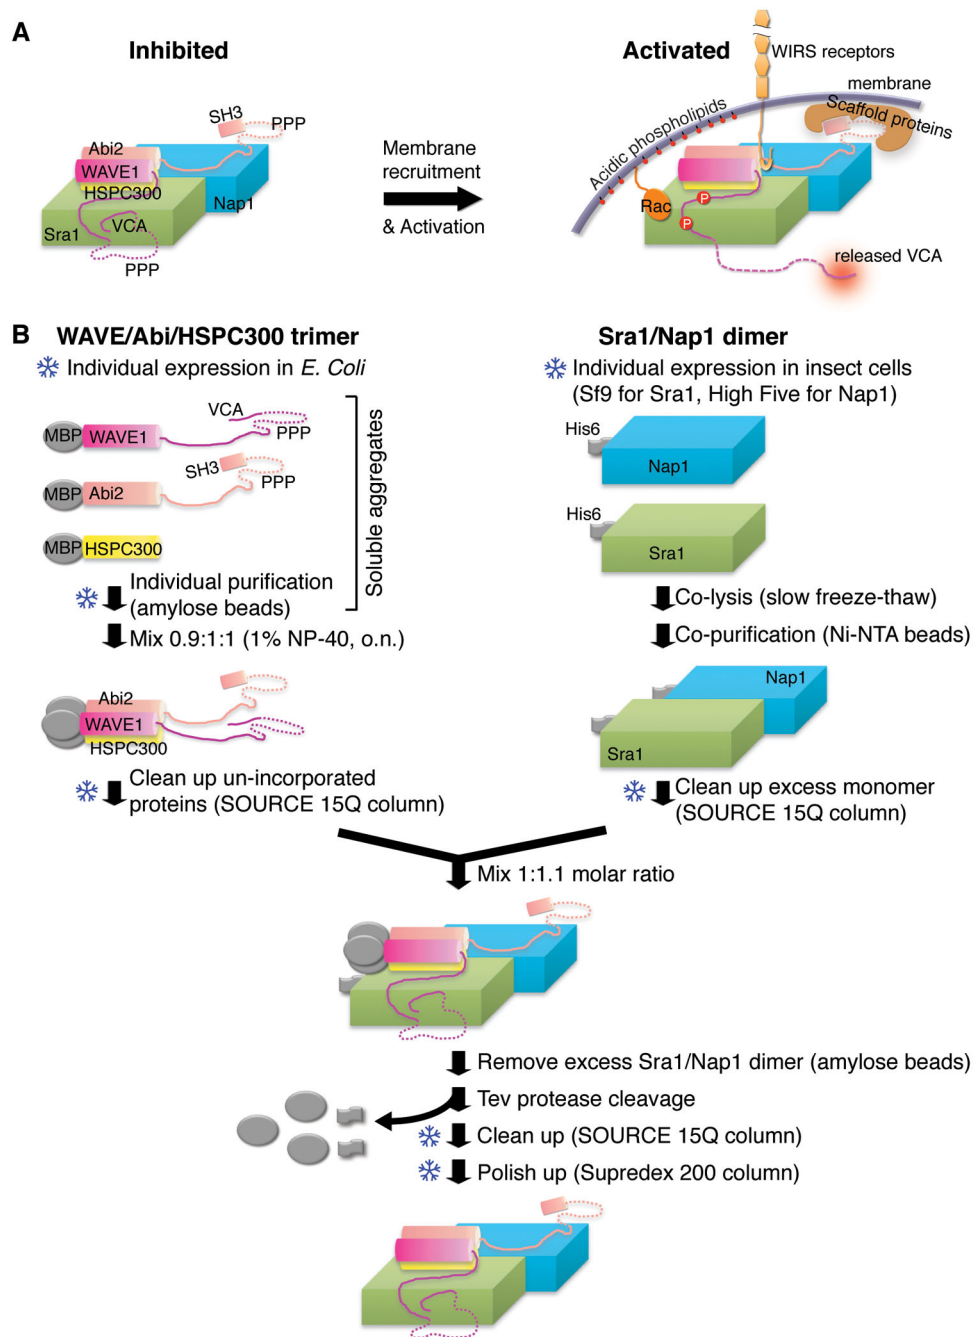 A
Inhibited
Activated
SH3
PPP
Abi2
WAVE1
HSPC300
Nap1
VCA
Sra1
PPP
Membrane
recruitment
& Activation
WIRS receptors
membrane
Scaffold proteins
Acidic phospholipids
Rac
P
P
released VCA
B
WAVE/Abi/HSPC300 trimer
Individual expression in E. Coli
VCA
MBP
WAVE1
PPP
SH3
MBP
Abi2
PPP
MBP
HSPC300
Soluble aggregates
Individual purification
(amylose beads)
Mix 0.9:1:1 (1% NP-40, o.n.)
Abi2
WAVE1
HSPC300
Clean up un-incorporated
proteins (SOURCE 15Q column)
Sra1/Nap1 dimer
Individual expression in insect cells
(Sf9 for Sra1, High Five for Nap1)
His6
Nap1
His6
Sra1
Co-lysis (slow freeze-thaw)
Co-purification (Ni-NTA beads)
Nap1
Sra1
Clean up excess monomer
(SOURCE 15Q column)
Mix 1:1.1 molar ratio
Remove excess Sra1/Nap1 dimer (amylose beads)
Tev protease cleavage
Clean up (SOURCE 15Q column)
Polish up (Supredex 200 column)